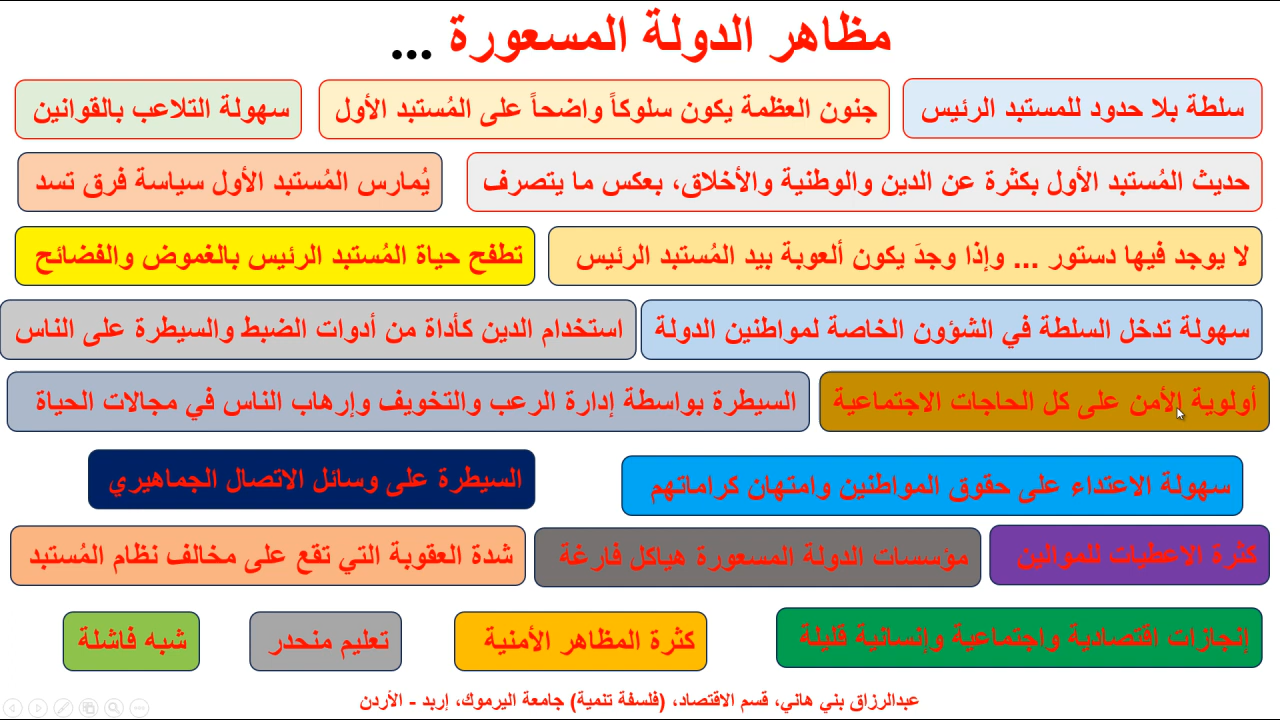 مظاهر الدولة المسعورة ...
سلطة بلا حدود للمستبد الرئيس
جنون العظمة يكون سلوكاً واضحاً على المُستبد الأول
سهولة التلاعب بالقوانين
حديث المُستبد الأول بكثرة عن الدين والوطنية والأخلاق، بعكس ما يتصرف
يُمارس المُستبد الأول سياسة فرق تسد
لا يوجد فيها دستور ... وإذا وجدَ يكون ألعوبة بيد المُستبد الرئيس
تطفح حياة المُستبد الرئيس بالغموض والفضائح
سهولة تدخل السلطة في الشؤون الخاصة لمواطنين الدولة
استخدام الدين كأداة من أدوات الضبط والسيطرة على الناس
أولوية الأمن على كل الحاجات الاجتماعية
السيطرة بواسطة إدارة الرعب والتخويف وإرهاب الناس في مجالات الحياة
سهولة الاعتداء على حقوق المواطنين وامتهان كراماتهم
السيطرة على وسائل الاتصال الجماهيري
كثرة الاعطيات للموالين
مؤسسات الدولة المسعورة هياكل فارغة
شدة العقوبة التي تقع على مخالف نظام المُستبد
إنجازات اقتصادية واجتماعية وإنسانية قليلة
كثرة المظاهر الأمنية
تعليم منحدر
شبه فاشلة
عبدالرزاق بني هاني، قسم الاقتصاد، (فلسفة تنمية) جامعة اليرموك، إربد - الأردن